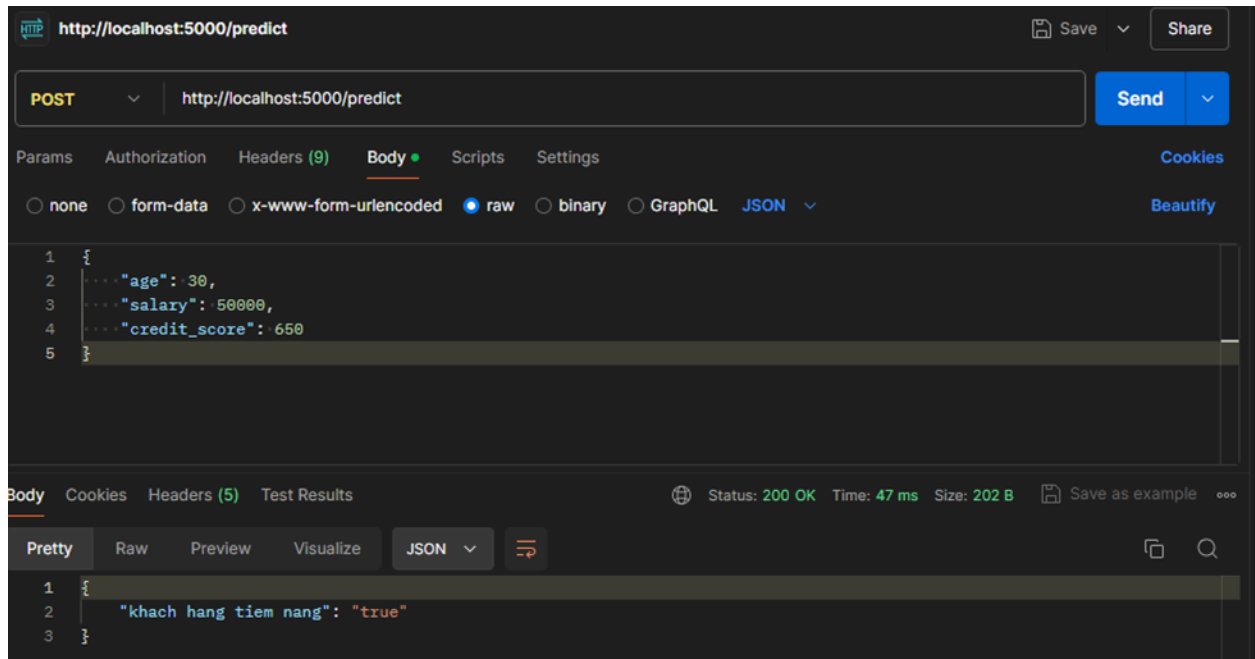 HTTP http://localhost:5000/predict Save Share
POST http://localhost:5000/predict Send
Params Authorization Headers (9) Body Scripts Settings Cookies
none form-data x-www-form-urlencoded raw binary GraphQL JSON Beautify
1 {
2 "age": 30,
3 "salary": 50000,
4 "credit_score": 650
5 }
Body Cookies Headers (5) Test Results Status: 200 OK Time: 47 ms Size: 202 B Save as example
Pretty Raw Preview Visualize JSON
1 {
2 "khach hang tiem nang": "true"
3 }